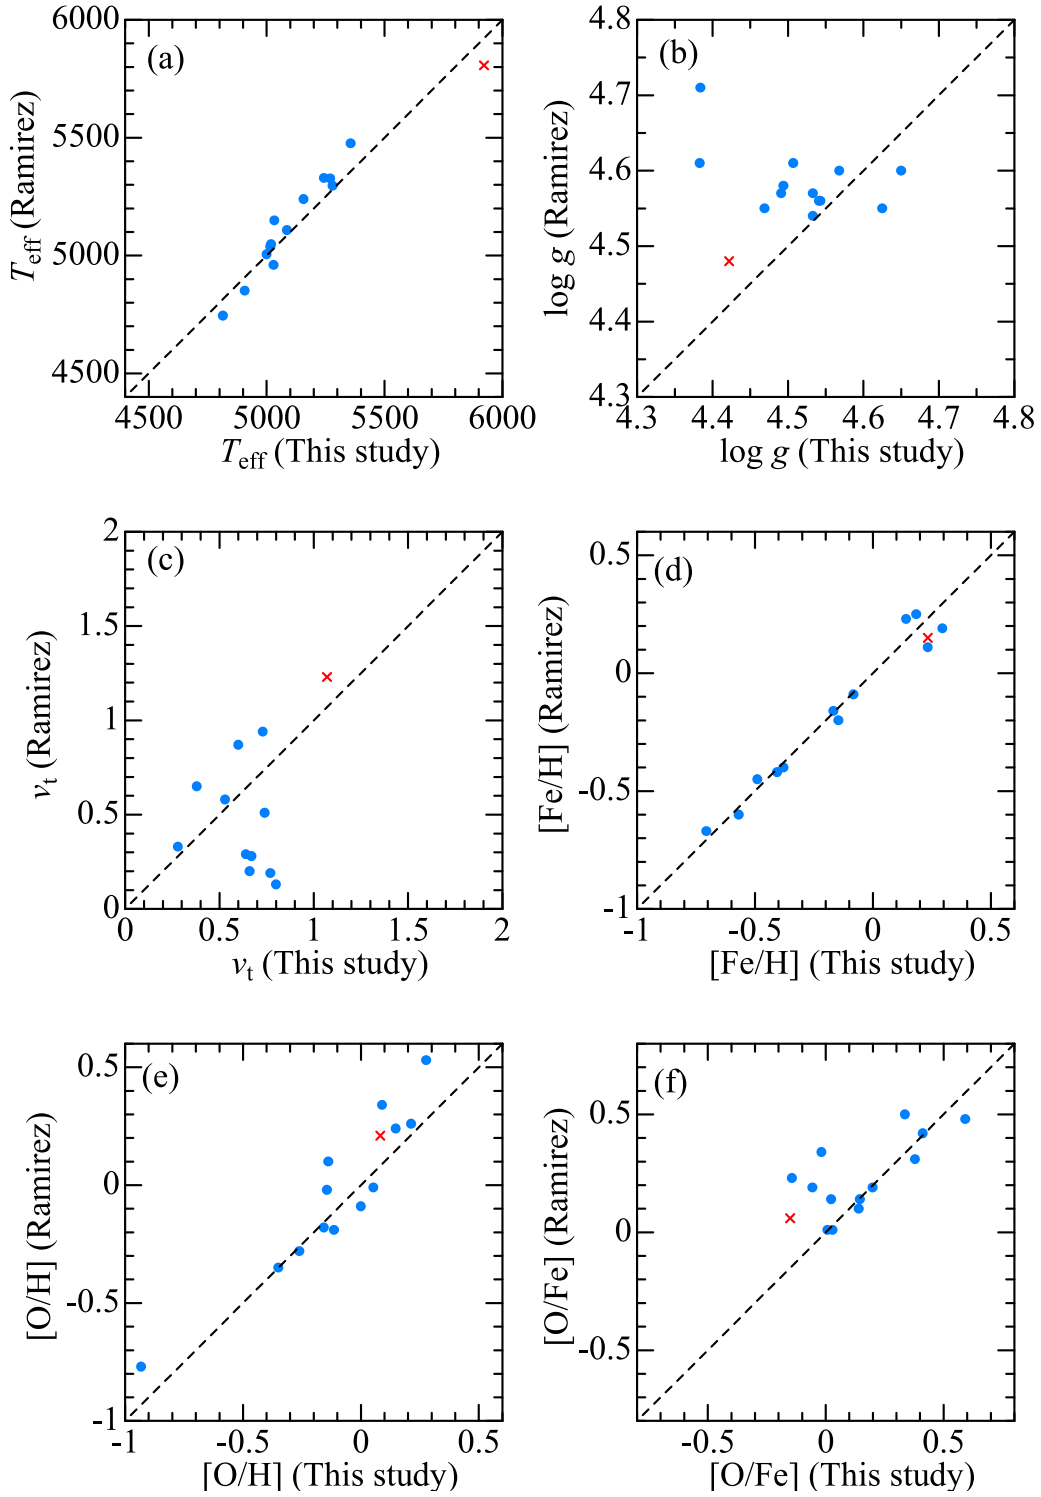 (a)
6000
5500
5000
4500
T_eff (Ramirez)
4500 5000 5500 6000
T_eff (This study)
(b)
4.8
4.7
4.6
4.5
4.4
4.3
log g (Ramirez)
4.3 4.4 4.5 4.6 4.7 4.8
log g (This study)
(c)
2
1.5
1
0.5
0
v_t (Ramirez)
0 0.5 1 1.5 2
v_t (This study)
(d)
0.5
0
-0.5
-1
[Fe/H] (Ramirez)
-1 -0.5 0 0.5
[Fe/H] (This study)
(e)
0.5
0
-0.5
-1
[O/H] (Ramirez)
-1 -0.5 0 0.5
[O/H] (This study)
(f)
0.5
0
-0.5
[O/Fe] (Ramirez)
-0.5 0 0.5
[O/Fe] (This study)